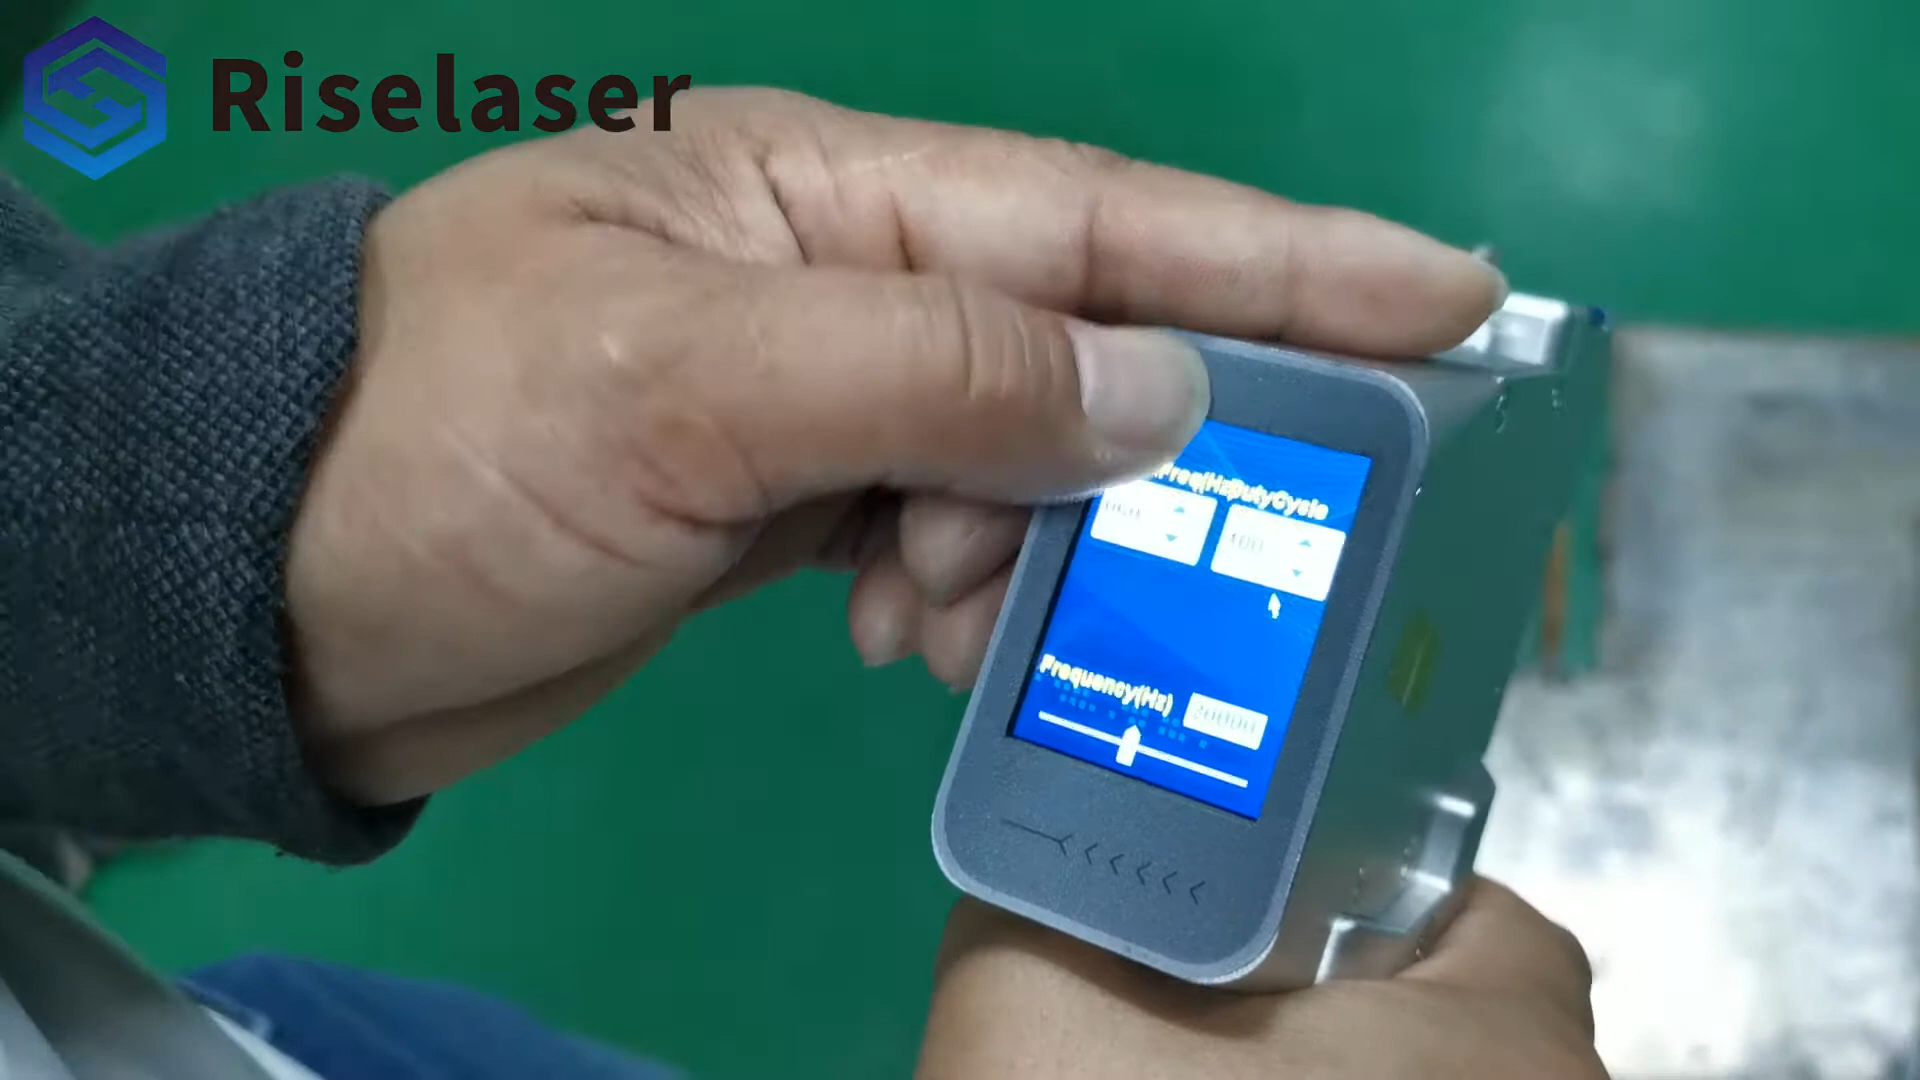 Riselaser
Freq(Hz)
DutyCycle
100
Frequency(Hz)
20000